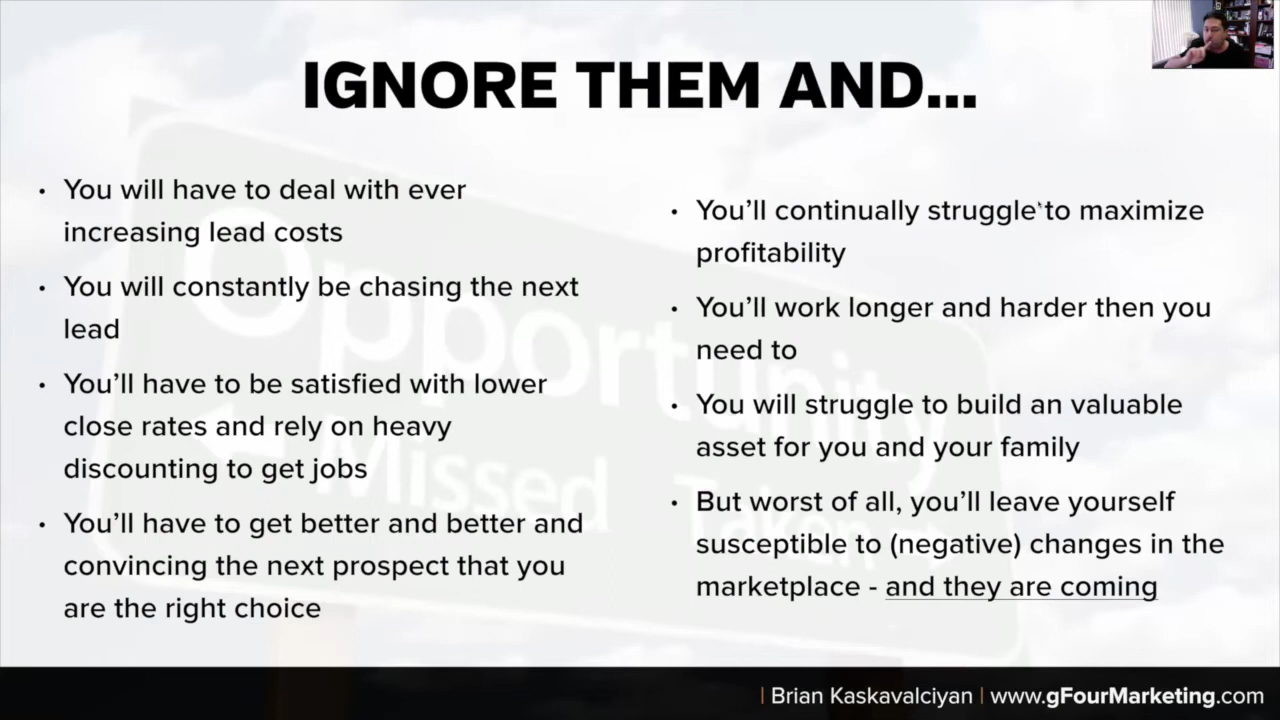 IGNORE THEM AND...
• You will have to deal with ever
increasing lead costs
• You will constantly be chasing the next
lead
• You'll have to be satisfied with lower
close rates and rely on heavy
discounting to get jobs
• You'll have to get better and better and
convincing the next prospect that you
are the right choice
• You'll continually struggle to maximize
profitability
• You'll work longer and harder then you
need to
• You will struggle to build an valuable
asset for you and your family
• But worst of all, you'll leave yourself
susceptible to (negative) changes in the
marketplace - and they are coming
Opportunity
Missed Taken
| Brian Kaskavalciyan | www.gFourMarketing.com